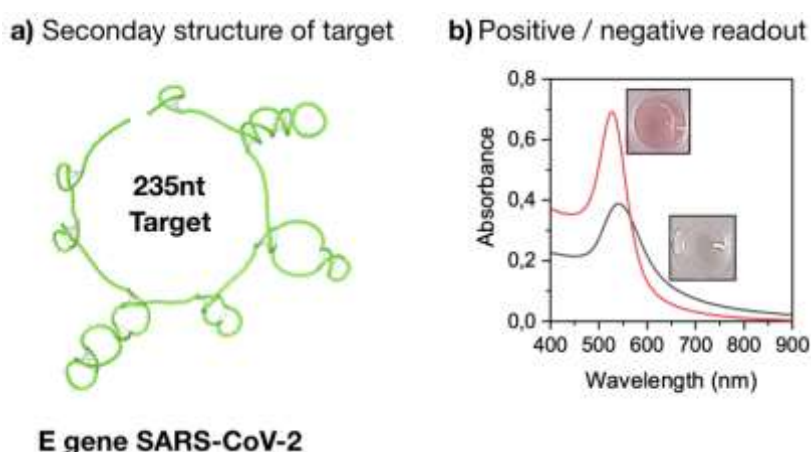 a) Seconday structure of target
235nt
Target
E gene SARS-CoV-2
b) Positive / negative readout
Absorbance
0,8
0,6
0,4
0,2
0,0
400 500 600 700 800 900
Wavelength (nm)